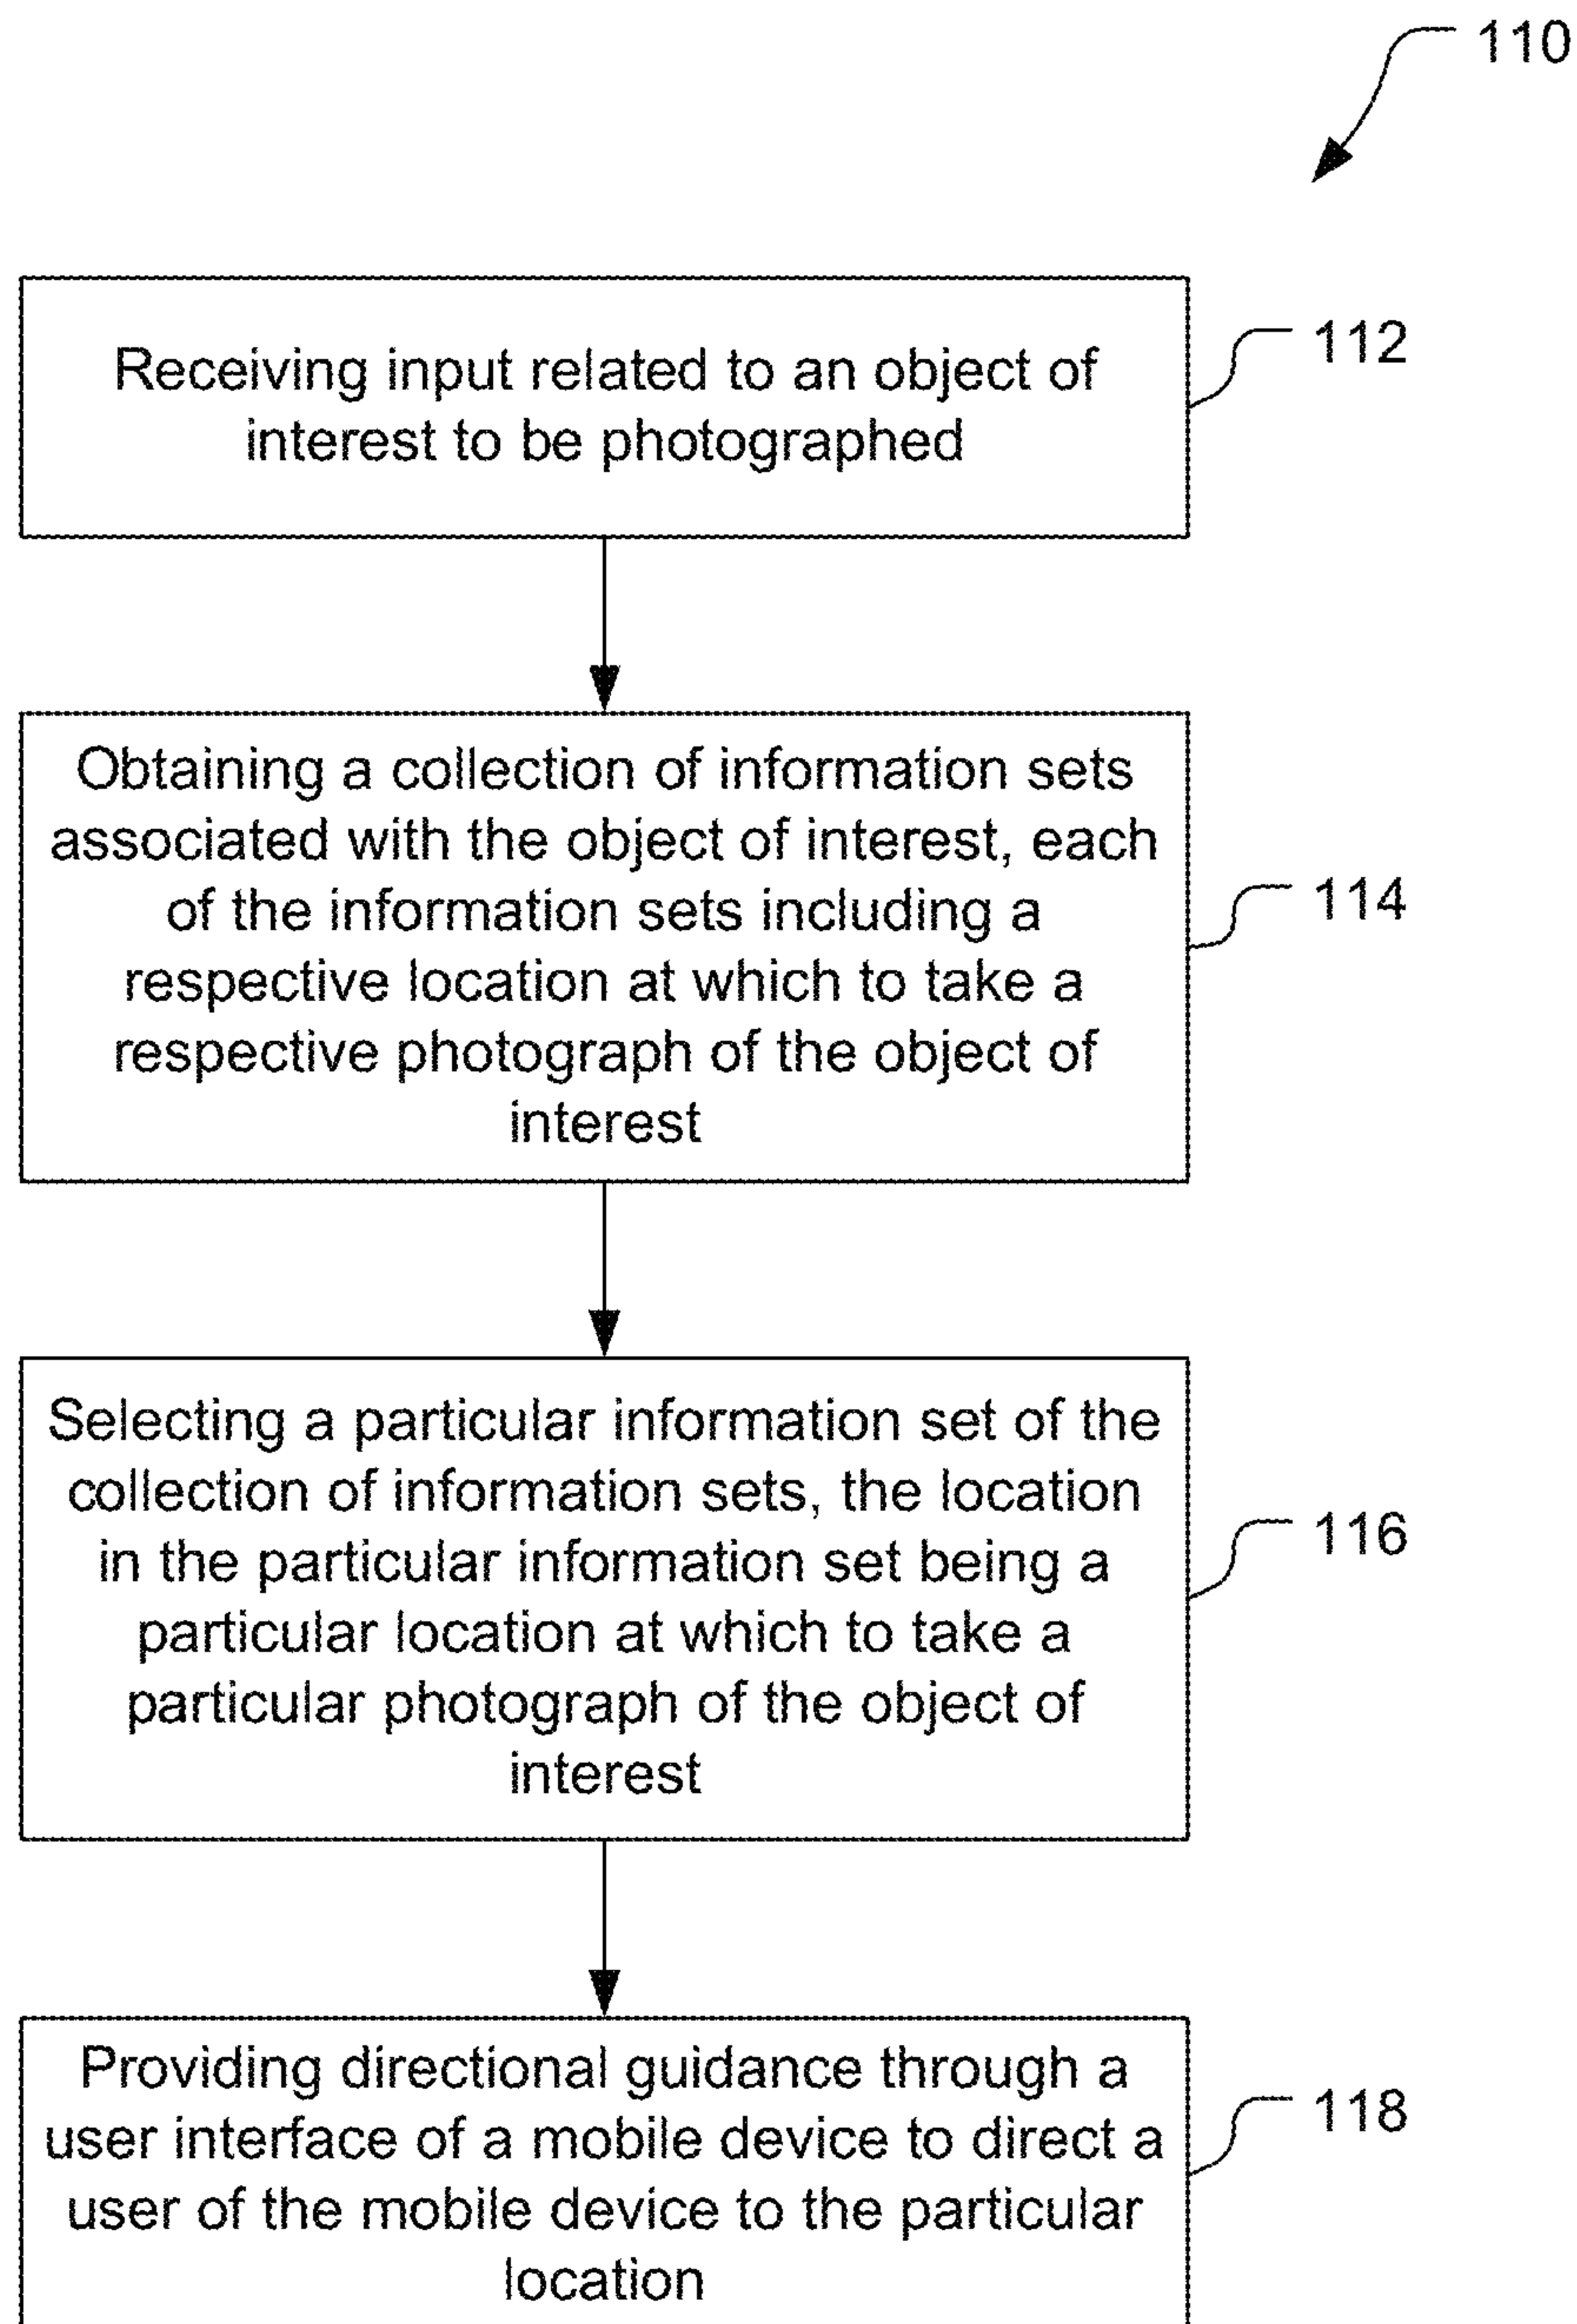 110
Receiving input related to an object of
interest to be photographed
112
Obtaining a collection of information sets
associated with the object of interest, each
of the information sets including a
respective location at which to take a
respective photograph of the object of
interest
114
Selecting a particular information set of the
collection of information sets, the location
in the particular information set being a
particular location at which to take a
particular photograph of the object of
interest
116
Providing directional guidance through a
user interface of a mobile device to direct a
user of the mobile device to the particular
location
118